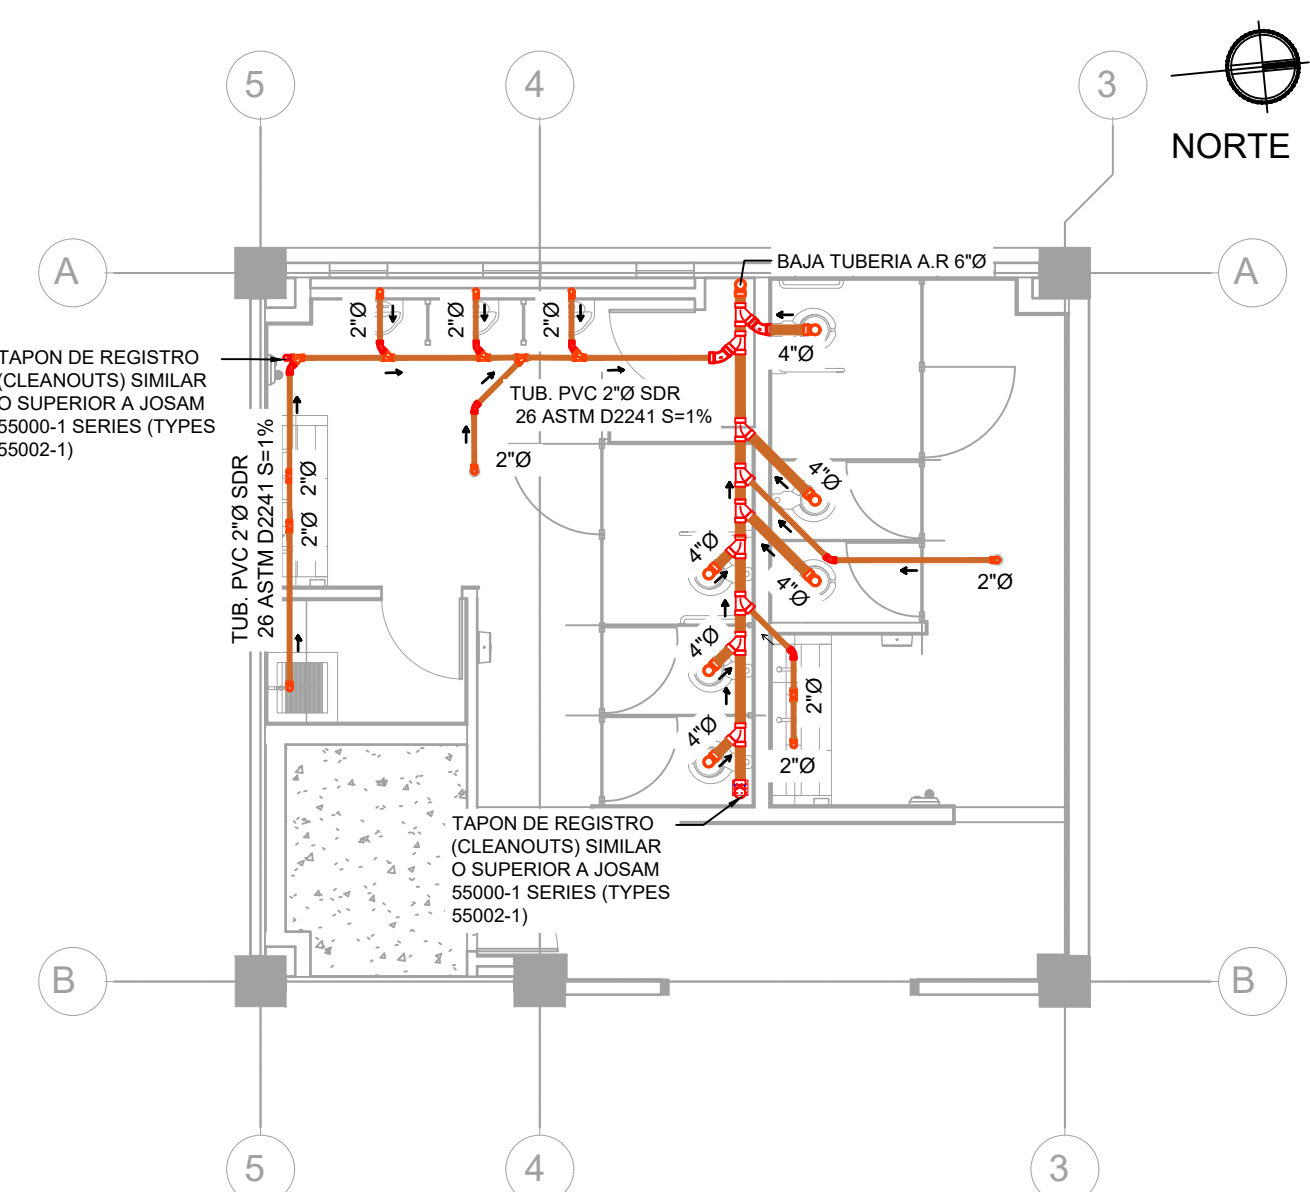 5
4
3
NORTE
A
BAJA TUBERIA A.R 6"Ø
A
2"Ø
2"Ø
2"Ø
4"Ø
TAPON DE REGISTRO
(CLEANOUTS) SIMILAR
O SUPERIOR A JOSAM
55000-1 SERIES (TYPES
55002-1)
TUB. PVC 2"Ø SDR
26 ASTM D2241 S=1%
2"Ø
TUB. PVC 2"Ø SDR
26 ASTM D2241 S=1%
2"Ø
2"Ø
4"Ø
4"Ø
4"Ø
2"Ø
4"Ø
4"Ø
2"Ø
2"Ø
TAPON DE REGISTRO
(CLEANOUTS) SIMILAR
O SUPERIOR A JOSAM
55000-1 SERIES (TYPES
55002-1)
B
B
5
4
3